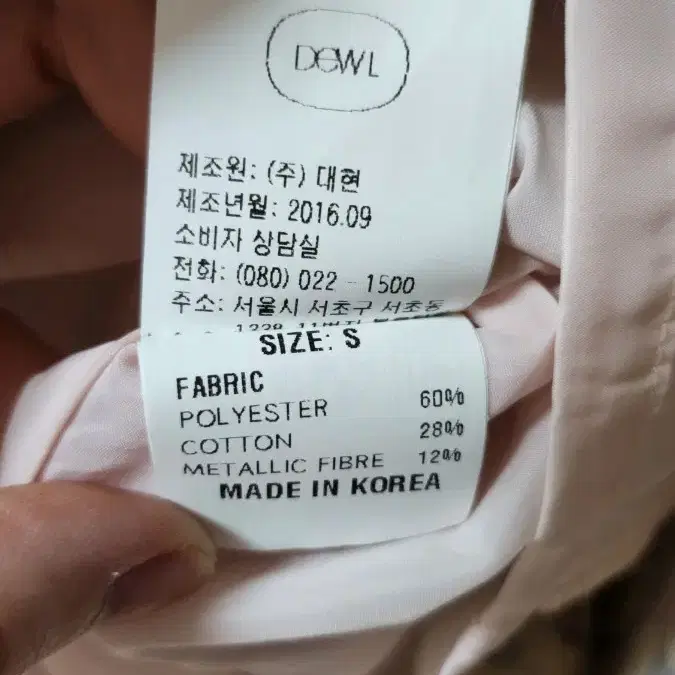 DEWL
제조원: (주) 대현
제조년월: 2016.09
소비자 상담실
전화: (080) 022 - 1500
주소: 서울시 서초구 서초동
SIZE: S
FABRIC
POLYESTER 60%
COTTON 28%
METALLIC FIBRE 12%
MADE IN KOREA